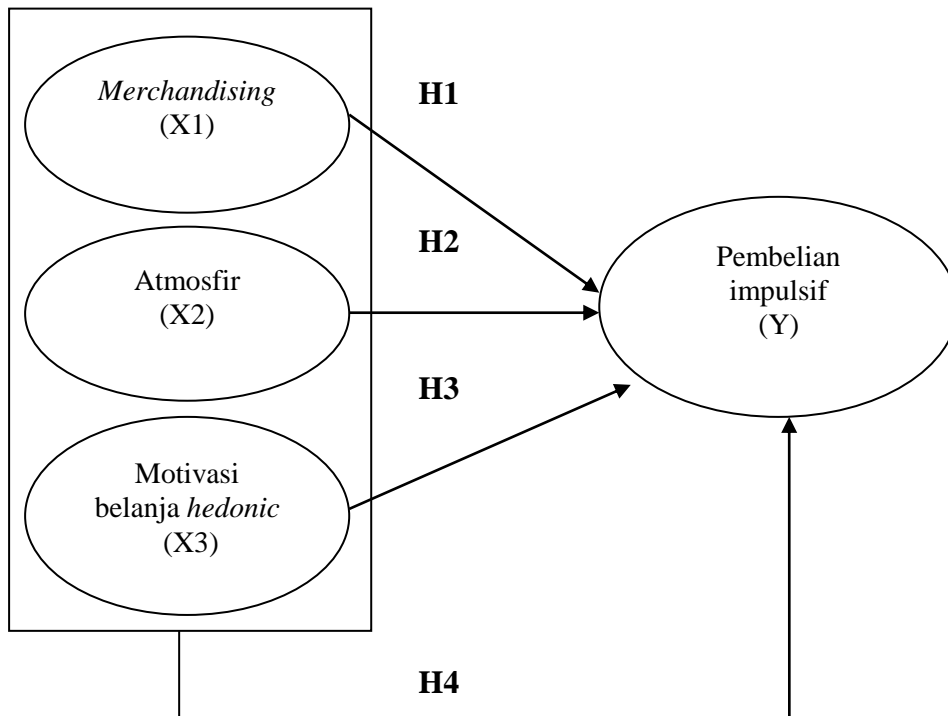 Merchandising
(X1)
H1
Atmosfir
(X2)
H2
Motivasi
belanja hedonic
(X3)
H3
Pembelian
impulsif
(Y)
H4